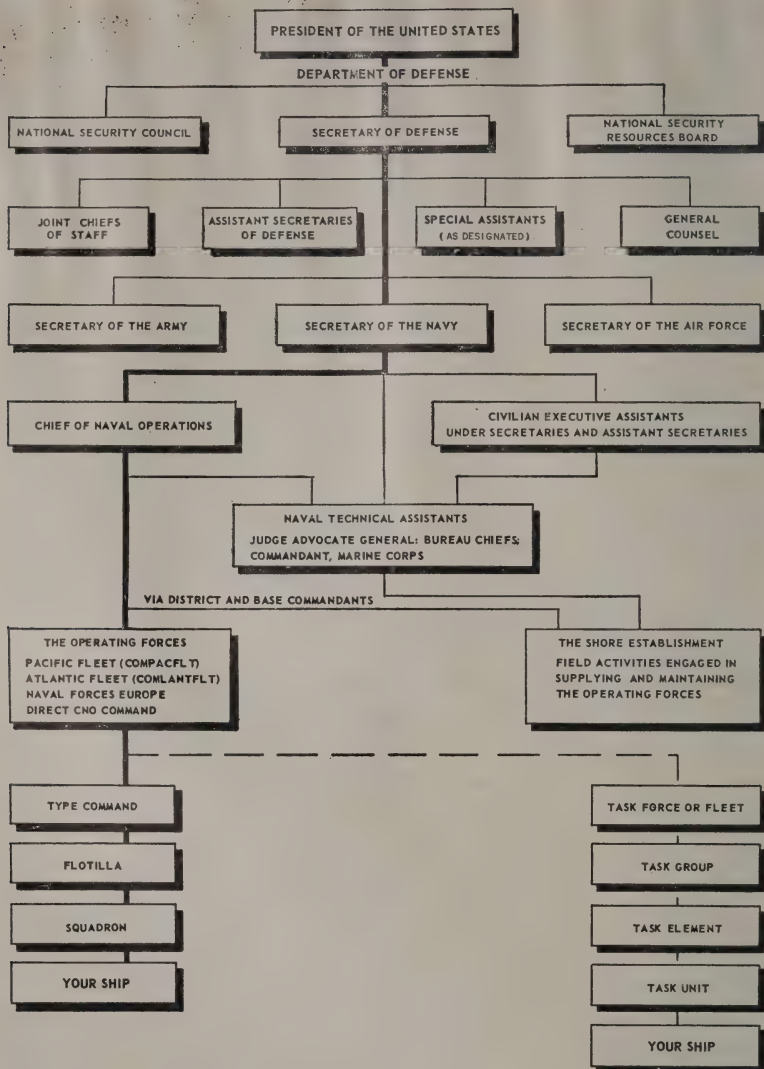 PRESIDENT OF THE UNITED STATES
DEPARTMENT OF DEFENSE
NATIONAL SECURITY COUNCIL
SECRETARY OF DEFENSE
NATIONAL SECURITY
RESOURCES BOARD
JOINT CHIEFS
OF STAFF
ASSISTANT SECRETARIES
OF DEFENSE
SPECIAL ASSISTANTS
(AS DESIGNATED)
GENERAL
COUNSEL
SECRETARY OF THE ARMY
SECRETARY OF THE NAVY
SECRETARY OF THE AIR FORCE
CHIEF OF NAVAL OPERATIONS
CIVILIAN EXECUTIVE ASSISTANTS
UNDER SECRETARIES AND ASSISTANT SECRETARIES
NAVAL TECHNICAL ASSISTANTS
JUDGE ADVOCATE GENERAL: BUREAU CHIEFS;
COMMANDANT, MARINE CORPS
VIA DISTRICT AND BASE COMMANDANTS
THE OPERATING FORCES
PACIFIC FLEET (COMPACFLT)
ATLANTIC FLEET (COMLANTFLT)
NAVAL FORCES EUROPE
DIRECT CNO COMMAND
THE SHORE ESTABLISHMENT
FIELD ACTIVITIES ENGAGED IN
SUPPLYING AND MAINTAINING
THE OPERATING FORCES
TYPE COMMAND
TASK FORCE OR FLEET
FLOTILLA
TASK GROUP
SQUADRON
TASK ELEMENT
YOUR SHIP
TASK UNIT
YOUR SHIP